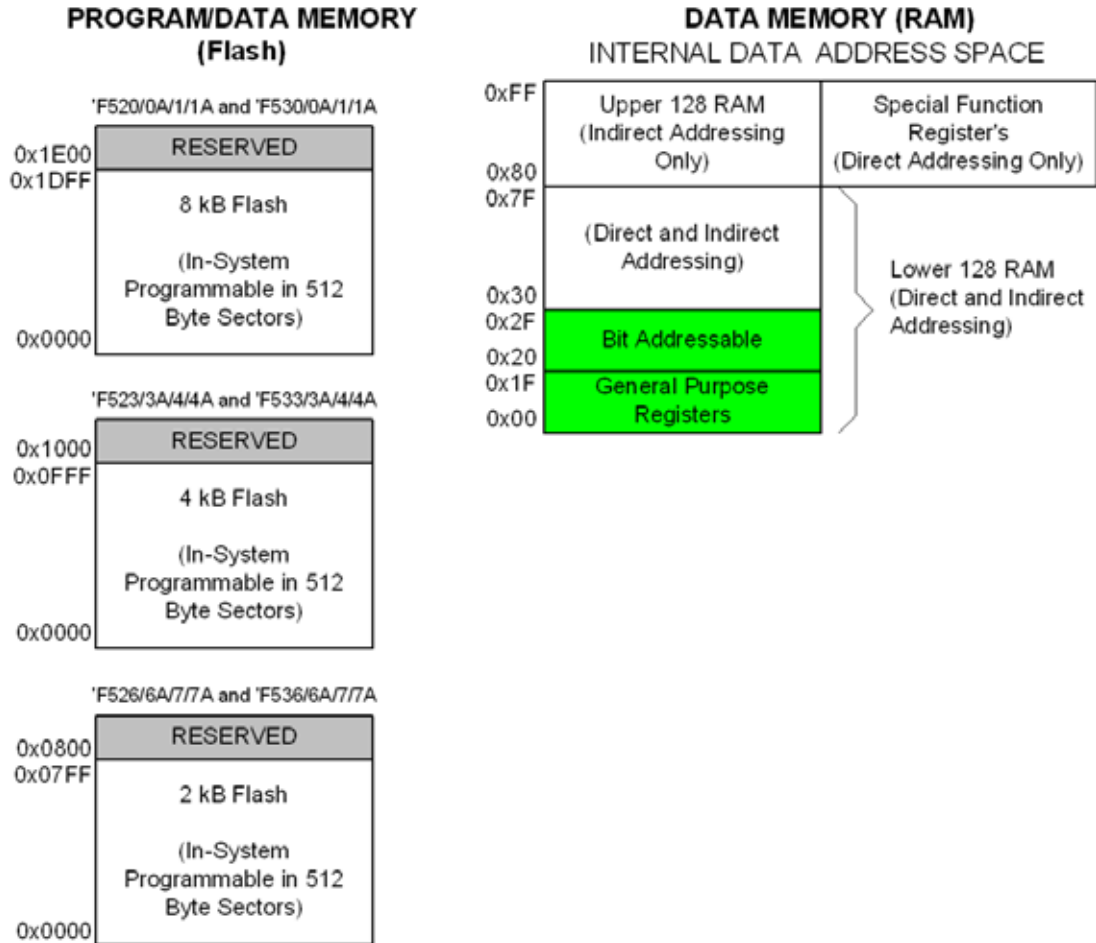 PROGRAM/DATA MEMORY
(Flash)
'F520/0A/1/1A and 'F530/0A/1/1A
RESERVED
0x1E00
0x1DFF
8 kB Flash
(In-System
Programmable in 512
Byte Sectors)
0x0000
'F523/3A/4/4A and 'F533/3A/4/4A
RESERVED
0x1000
0x0FFF
4 kB Flash
(In-System
Programmable in 512
Byte Sectors)
0x0000
'F526/6A/7/7A and 'F536/6A/7/7A
RESERVED
0x0800
0x07FF
2 kB Flash
(In-System
Programmable in 512
Byte Sectors)
0x0000
DATA MEMORY (RAM)
INTERNAL DATA ADDRESS SPACE
0xFF
Upper 128 RAM
(Indirect Addressing
Only)
0x80
Special Function
Register's
(Direct Addressing Only)
0x7F
(Direct and Indirect
Addressing)
0x30
0x2F
Bit Addressable
0x20
0x1F
General Purpose
Registers
0x00
Lower 128 RAM
(Direct and Indirect
Addressing)